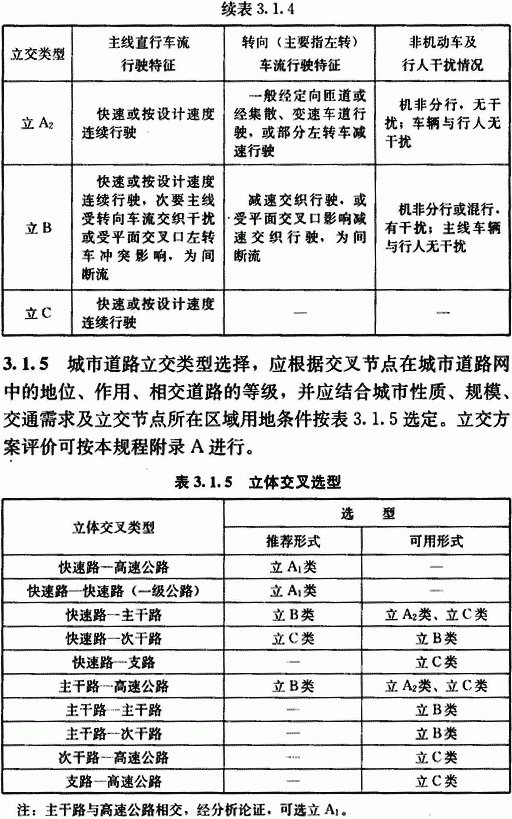 续表 3.1.4
立交类型
主线直行车流
行驶特征
转向（主要指左转）
车流行驶特征
非机动车及
行人干扰情况
立 A₂
快速或按设计速度
连续行驶
一般经定向匝道或
经集散、变速车道行
驶，或部分左转车减
速行驶
机非分行，无干
扰；车辆与行人无
干扰
立 B
快速或按设计速度
连续行驶，次要主线
受转向车流交织干扰
或受平面交叉口左转
车冲突影响，为间
断流
减速交织行驶，或
受平面交叉口影响减
速交织行驶，为间
断流
机非分行或混行，
有干扰；主线车辆
与行人无干扰
立 C
快速或按设计速度
连续行驶
—
—
3.1.5 城市道路立交类型选择，应根据交叉节点在城市道路网
中的地位、作用、相交道路的等级，并应结合城市性质、规模、
交通需求及立交节点所在区域用地条件按表 3.1.5 选定。立交方
案评价可按本规程附录 A 进行。
表 3.1.5 立体交叉选型
立体交叉类型
选 型
推荐形式
可用形式
快速路—高速公路 立 A₁类 —
快速路—快速路（一级公路） 立 A₁类 —
快速路—主干路 立 B 类 立 A₂类、立 C 类
快速路—次干路 立 C 类 立 B 类
快速路—支路 — 立 C 类
主干路—高速公路 立 B 类 立 A₂类、立 C 类
主干路—主干路 — 立 B 类
主干路—次干路 — 立 B 类
次干路—高速公路 — 立 C 类
支路—高速公路 — 立 C 类
注：主干路与高速公路相交，经分析论证，可选立 A₁。